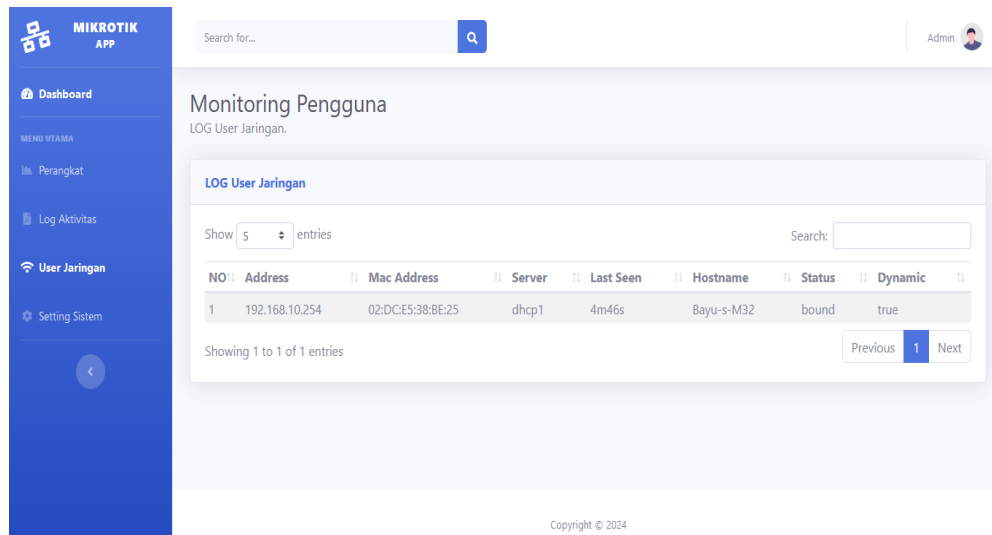 MIKROTIK
APP
Search for...
Admin
Dashboard
MENU UTAMA
Perangkat
Log Aktivitas
User Jaringan
Setting Sistem
Monitoring Pengguna
LOG User Jaringan.
LOG User Jaringan
Show 5 entries
Search:
NO Address Mac Address Server Last Seen Hostname Status Dynamic
1 192.168.10.254 02:DC:E5:38:BE:25 dhcp1 4m46s Bayu-s-M32 bound true
Showing 1 to 1 of 1 entries
Previous 1 Next
Copyright © 2024